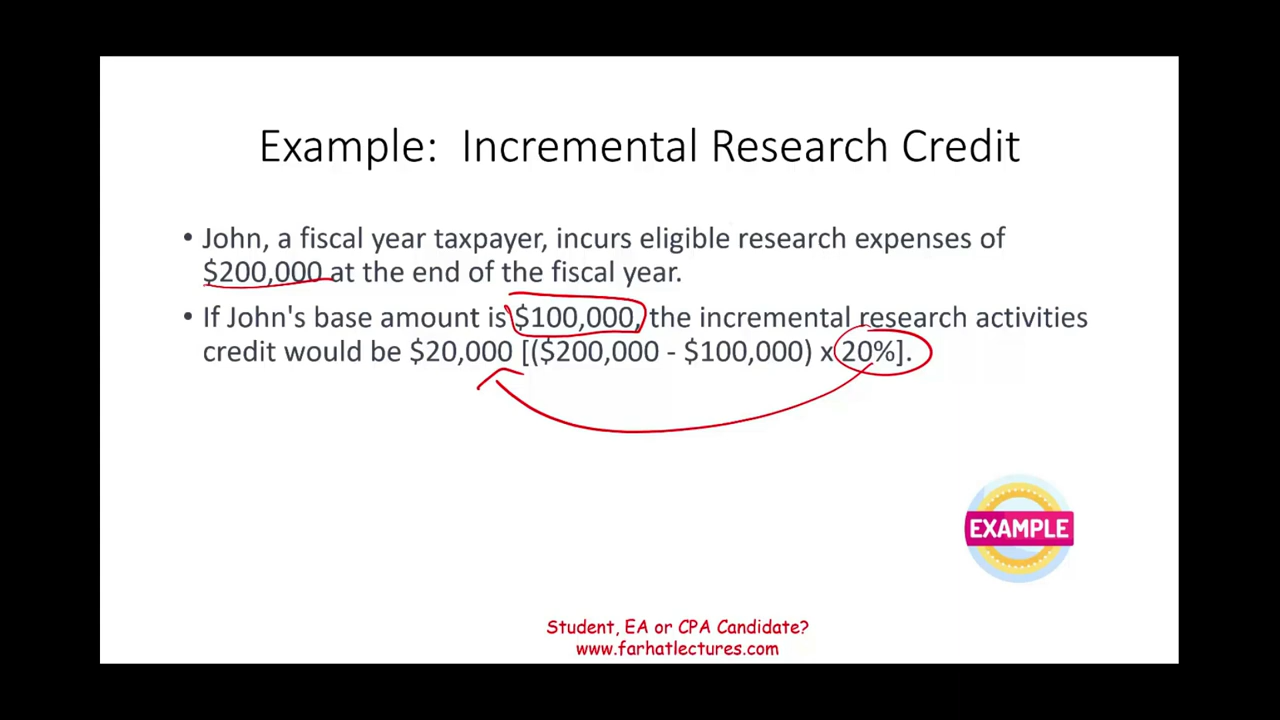 Example: Incremental Research Credit
• John, a fiscal year taxpayer, incurs eligible research expenses of
$200,000 at the end of the fiscal year.
• If John's base amount is $100,000, the incremental research activities
credit would be $20,000 [($200,000 - $100,000) x 20%].
EXAMPLE
Student, EA or CPA Candidate?
www.farhatlectures.com